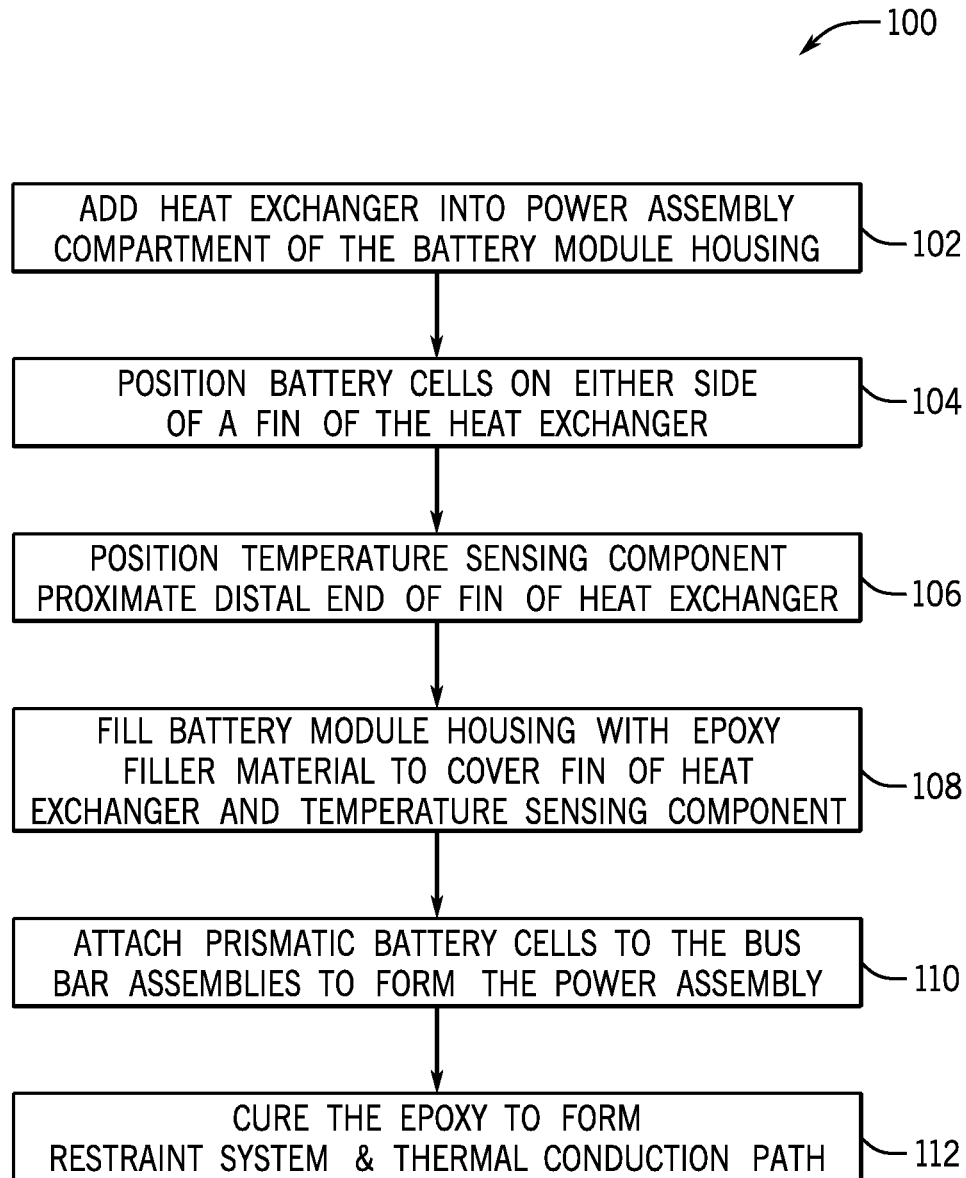 100
ADD HEAT EXCHANGER INTO POWER ASSEMBLY
COMPARTMENT OF THE BATTERY MODULE HOUSING
102
POSITION BATTERY CELLS ON EITHER SIDE
OF A FIN OF THE HEAT EXCHANGER
104
POSITION TEMPERATURE SENSING COMPONENT
PROXIMATE DISTAL END OF FIN OF HEAT EXCHANGER
106
FILL BATTERY MODULE HOUSING WITH EPOXY
FILLER MATERIAL TO COVER FIN OF HEAT
EXCHANGER AND TEMPERATURE SENSING COMPONENT
108
ATTACH PRISMATIC BATTERY CELLS TO THE BUS
BAR ASSEMBLIES TO FORM THE POWER ASSEMBLY
110
CURE THE EPOXY TO FORM
RESTRAINT SYSTEM & THERMAL CONDUCTION PATH
112